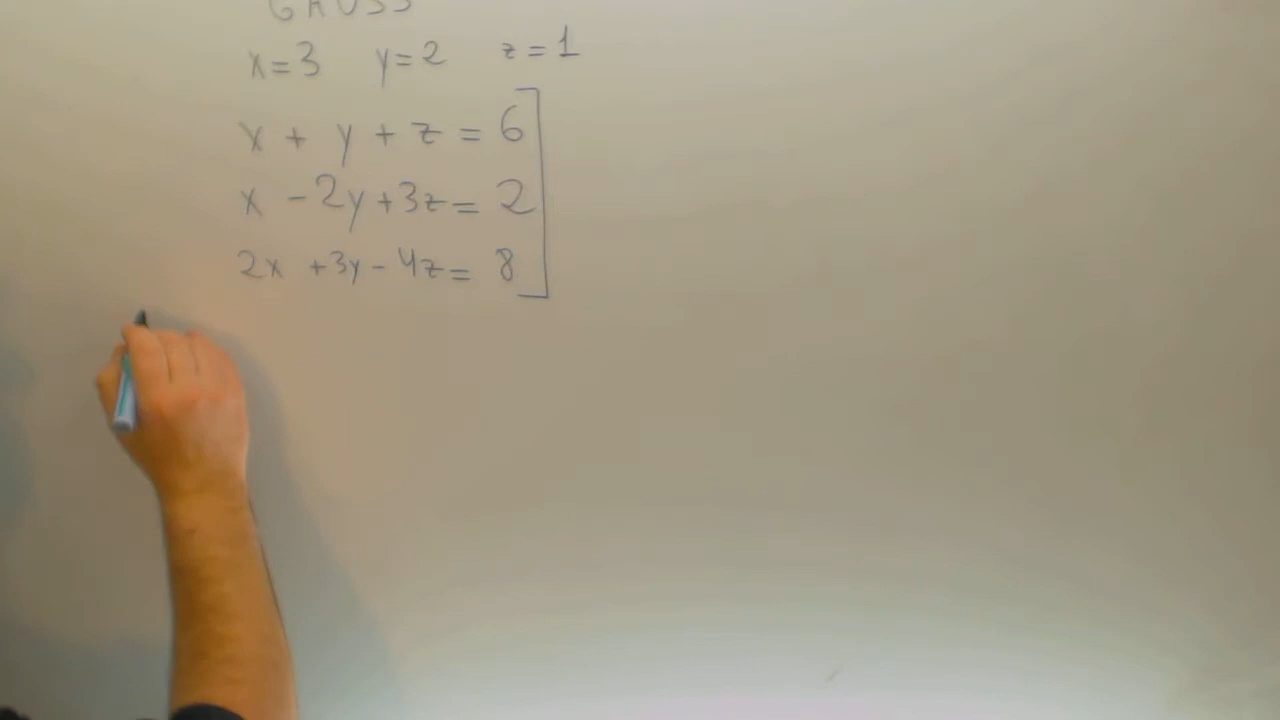 GAUSS
x=3 y=2 z=1
x + y + z = 6
x - 2y + 3z = 2
2x + 3y - 4z = 8